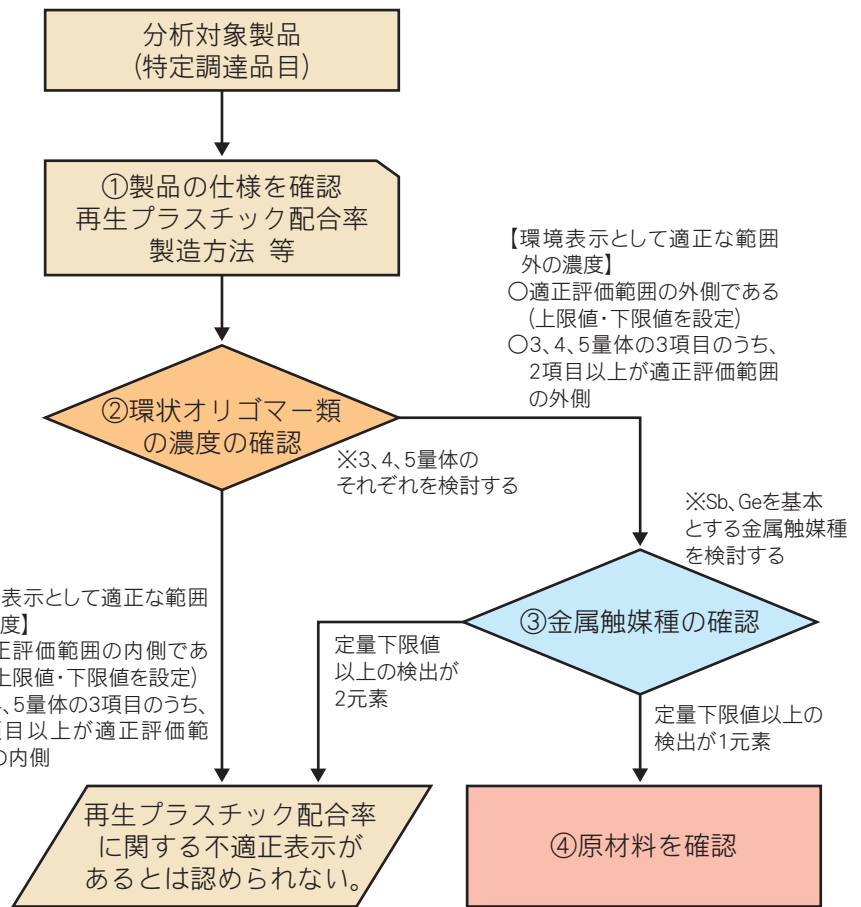 分析対象製品
(特定調達品目)
①製品の仕様を確認
再生プラスチック配合率
製造方法 等
【環境表示として適正な範囲
外の濃度】
○適正評価範囲の外側である
(上限値・下限値を設定)
○3、4、5量体の3項目のうち、
2項目以上が適正評価範囲
の外側
②環状オリゴマー類
の濃度の確認
※3、4、5量体の
それぞれを検討する
※Sb、Geを基本
とする金属触媒種
を検討する
表示として適正な範囲
度】
正評価範囲の内側であ
上限値・下限値を設定)
、5量体の3項目のうち、
項目以上が適正評価範
の内側
③金属触媒種の確認
定量下限値
以上の検出が
2元素
定量下限値以上の
検出が1元素
再生プラスチック配合率
に関する不適正表示が
あるとは認められない。
④原材料を確認